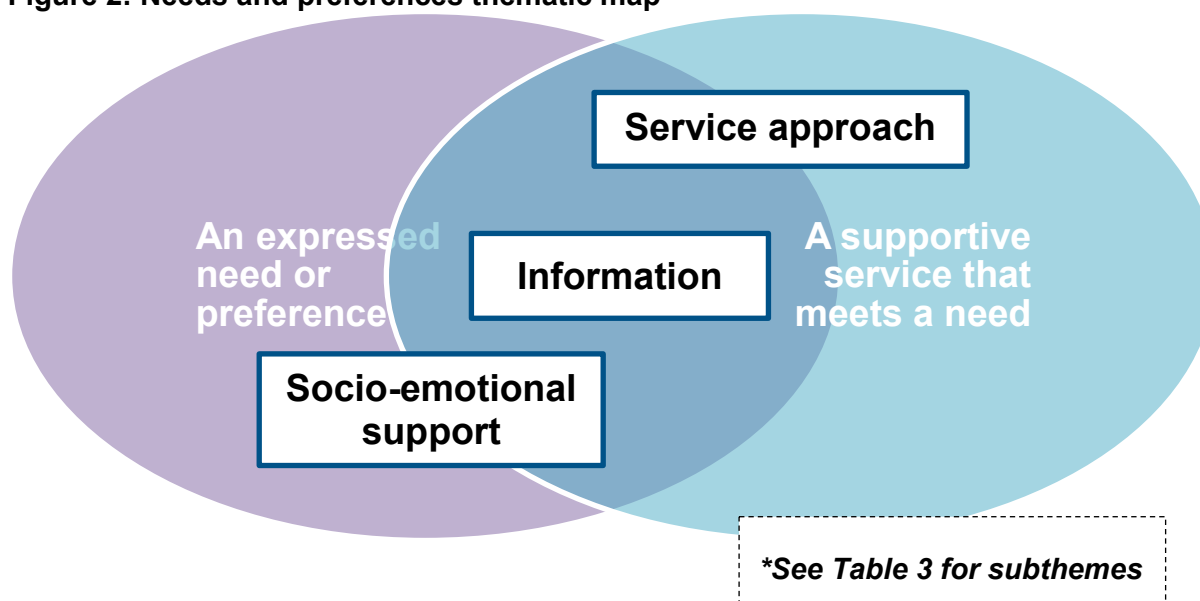 Figure 2: Needs and preferences thematic map
Service approach
An expressed
need or
preference
Information
A supportive
service that
meets a need
Socio-emotional
support
*See Table 3 for subthemes